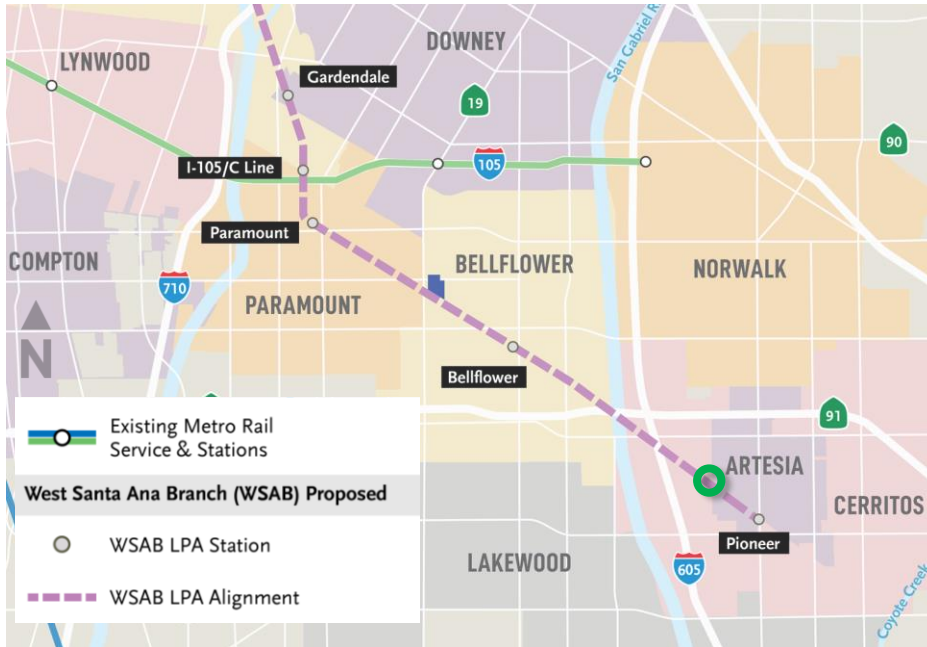 LYNWOOD
DOWNEY
San Gabriel R
Gardendale
19
90
I-105/C Line
105
Paramount
COMPTON
BELLFLOWER
NORWALK
710
PARAMOUNT
N
Bellflower
91
Existing Metro Rail
Service & Stations
ARTESIA
West Santa Ana Branch (WSAB) Proposed
CERRITOS
WSAB LPA Station
Pioneer
LAKEWOOD
605
WSAB LPA Alignment
Coyote Creek